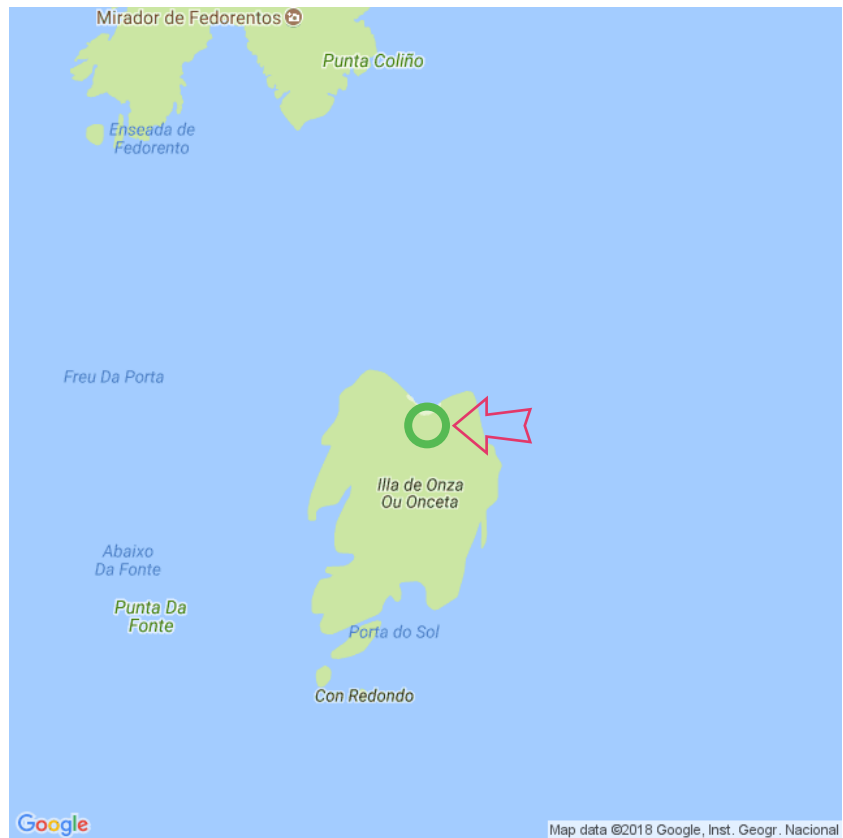 Mirador de Fedorentos
Punta Coliño
Enseada de
Fedorento
Freu Da Porta
Illa de Onza
Ou Onceta
Abaixo
Da Fonte
Punta Da
Fonte
Porta do Sol
Con Redondo
Google
Map data ©2018 Google, Inst. Geogr. Nacional